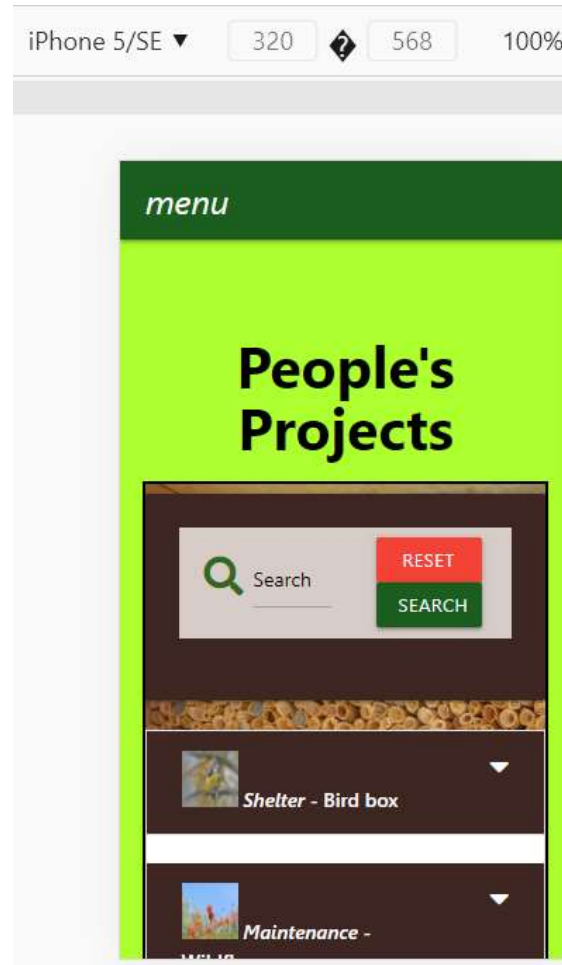 iPhone 5/SE ▼ 320 � 568 100%
menu
People's
Projects
RESET
Search
SEARCH
Shelter - Bird box
Maintenance -